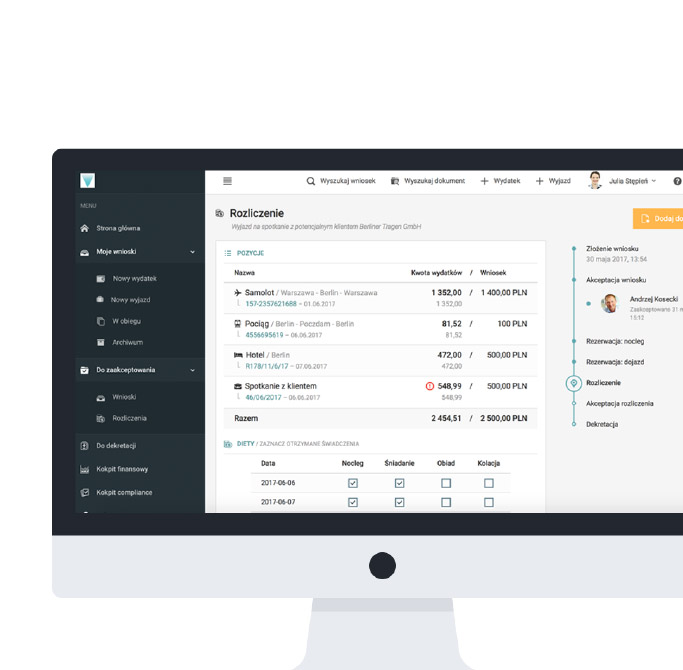 Wyszukaj wniosek Wyszukaj dokument Wydatek Wyjazd Julia Stępień
MENU
Strona główna
Moje wnioski
Nowy wydatek
Nowy wyjazd
W obiegu
Archiwum
Do zaakceptowania
Wnioski
Rozliczenia
Do dekretacji
Kokpit finansowy
Kokpit compliance
Rozliczenie
Wyjazd na spotkanie z potencjalnym klientem Berliner Tragen GmbH
Dodaj do
POZYCJE
Nazwa Kwota wydatków / Wniosek
Samolot / Warszawa - Berlin - Warszawa 1 352,00 / 1 400,00 PLN
157-2357621688 – 01.06.2017 1 352,00
Pociąg / Berlin - Poczdam - Berlin 81,52 / 100 PLN
4556695619 – 06.06.2017 81,52
Hotel / Berlin 472,00 / 500,00 PLN
R178/11/6/17 – 07.06.2017 472,00
Spotkanie z klientem 548,99 / 500,00 PLN
46/06/2017 – 06.06.2017 548,99
Razem 2 454,51 / 2 500,00 PLN
DIETY / ZAZNACZ OTRZYMANE ŚWIADCZENIA
Data Nocleg Śniadanie Obiad Kolacja
2017-06-06
2017-06-07
Złożenie wniosku
30 maja 2017, 13:54
Akceptacja wniosku
Andrzej Kosecki
Zaakceptowano 31 m
Rezerwacja: nocleg
Rezerwacja: dojazd
Rozliczenie
Akceptacja rozliczenia
Dekretacja